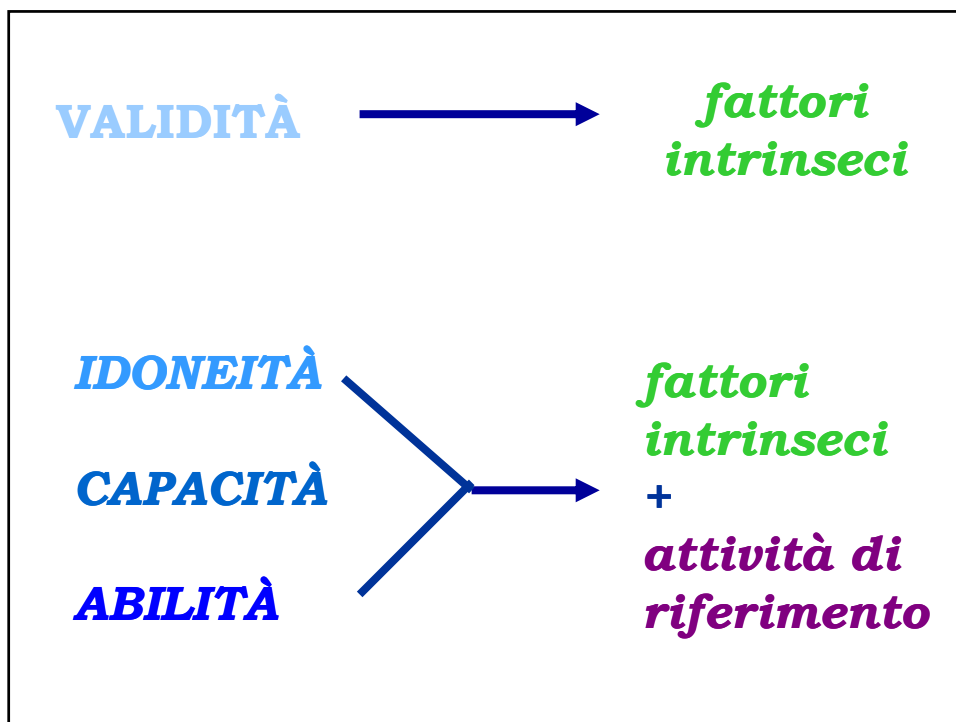 VALIDITÀ
fattori
intrinseci
IDONEITÀ
CAPACITÀ
ABILITÀ
fattori
intrinseci
+
attività di
riferimento